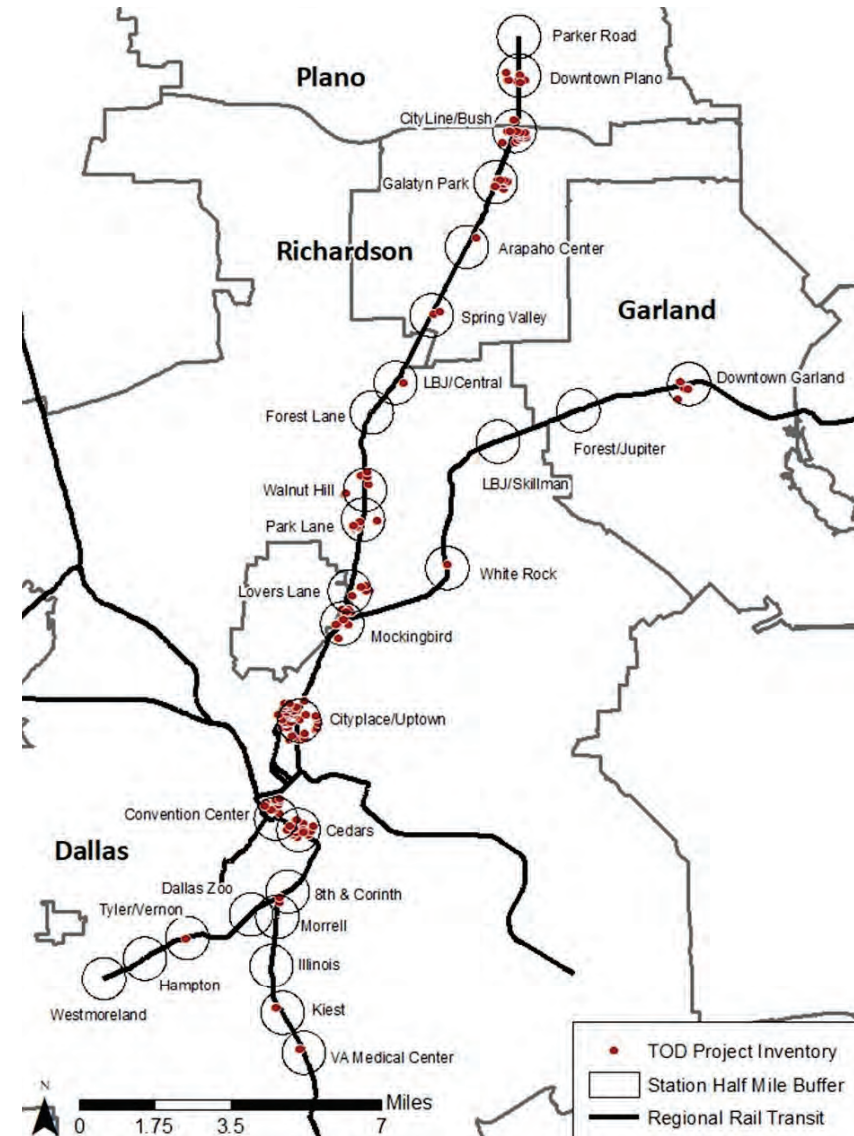 Parker Road
Plano
Downtown Plano
CityLine/Bush
Galatyn Park
Richardson
Arapaho Center
Garland
Spring Valley
Downtown Garland
LBJ/Central
Forest Lane
Forest/Jupiter
LBJ/Skillman
Walnut Hill
Park Lane
White Rock
Lovers Lane
Mockingbird
Cityplace/Uptown
Convention Center
Cedars
Dallas
Dallas Zoo
8th & Corinth
Tyler/Vernon
Morrell
Illinois
Hampton
Westmoreland
Kiest
VA Medical Center
TOD Project Inventory
Station Half Mile Buffer
Regional Rail Transit
N
Miles
0 1.75 3.5 7